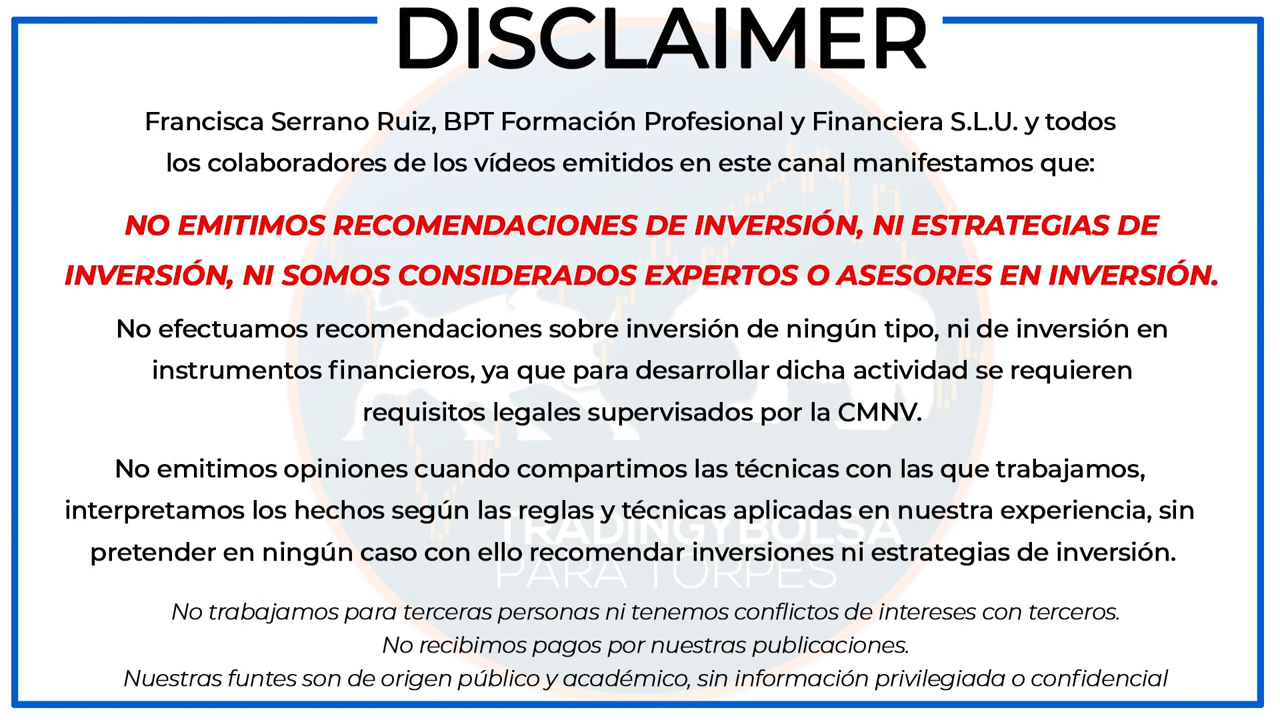 DISCLAIMER
Francisca Serrano Ruiz, BPT Formación Profesional y Financiera S.L.U. y todos
los colaboradores de los vídeos emitidos en este canal manifestamos que:
NO EMITIMOS RECOMENDACIONES DE INVERSIÓN, NI ESTRATEGIAS DE
INVERSIÓN, NI SOMOS CONSIDERADOS EXPERTOS O ASESORES EN INVERSIÓN.
No efectuamos recomendaciones sobre inversión de ningún tipo, ni de inversión en
instrumentos financieros, ya que para desarrollar dicha actividad se requieren
requisitos legales supervisados por la CMNV.
No emitimos opiniones cuando compartimos las técnicas con las que trabajamos,
interpretamos los hechos según las reglas y técnicas aplicadas en nuestra experiencia, sin
TRADINGYBOLSA
pretender en ningún caso con ello recomendar inversiones ni estrategias de inversión.
PARA TORPES
No trabajamos para terceras personas ni tenemos conflictos de intereses con terceros.
No recibimos pagos por nuestras publicaciones.
Nuestras funtes son de origen público y académico, sin información privilegiada o confidencial